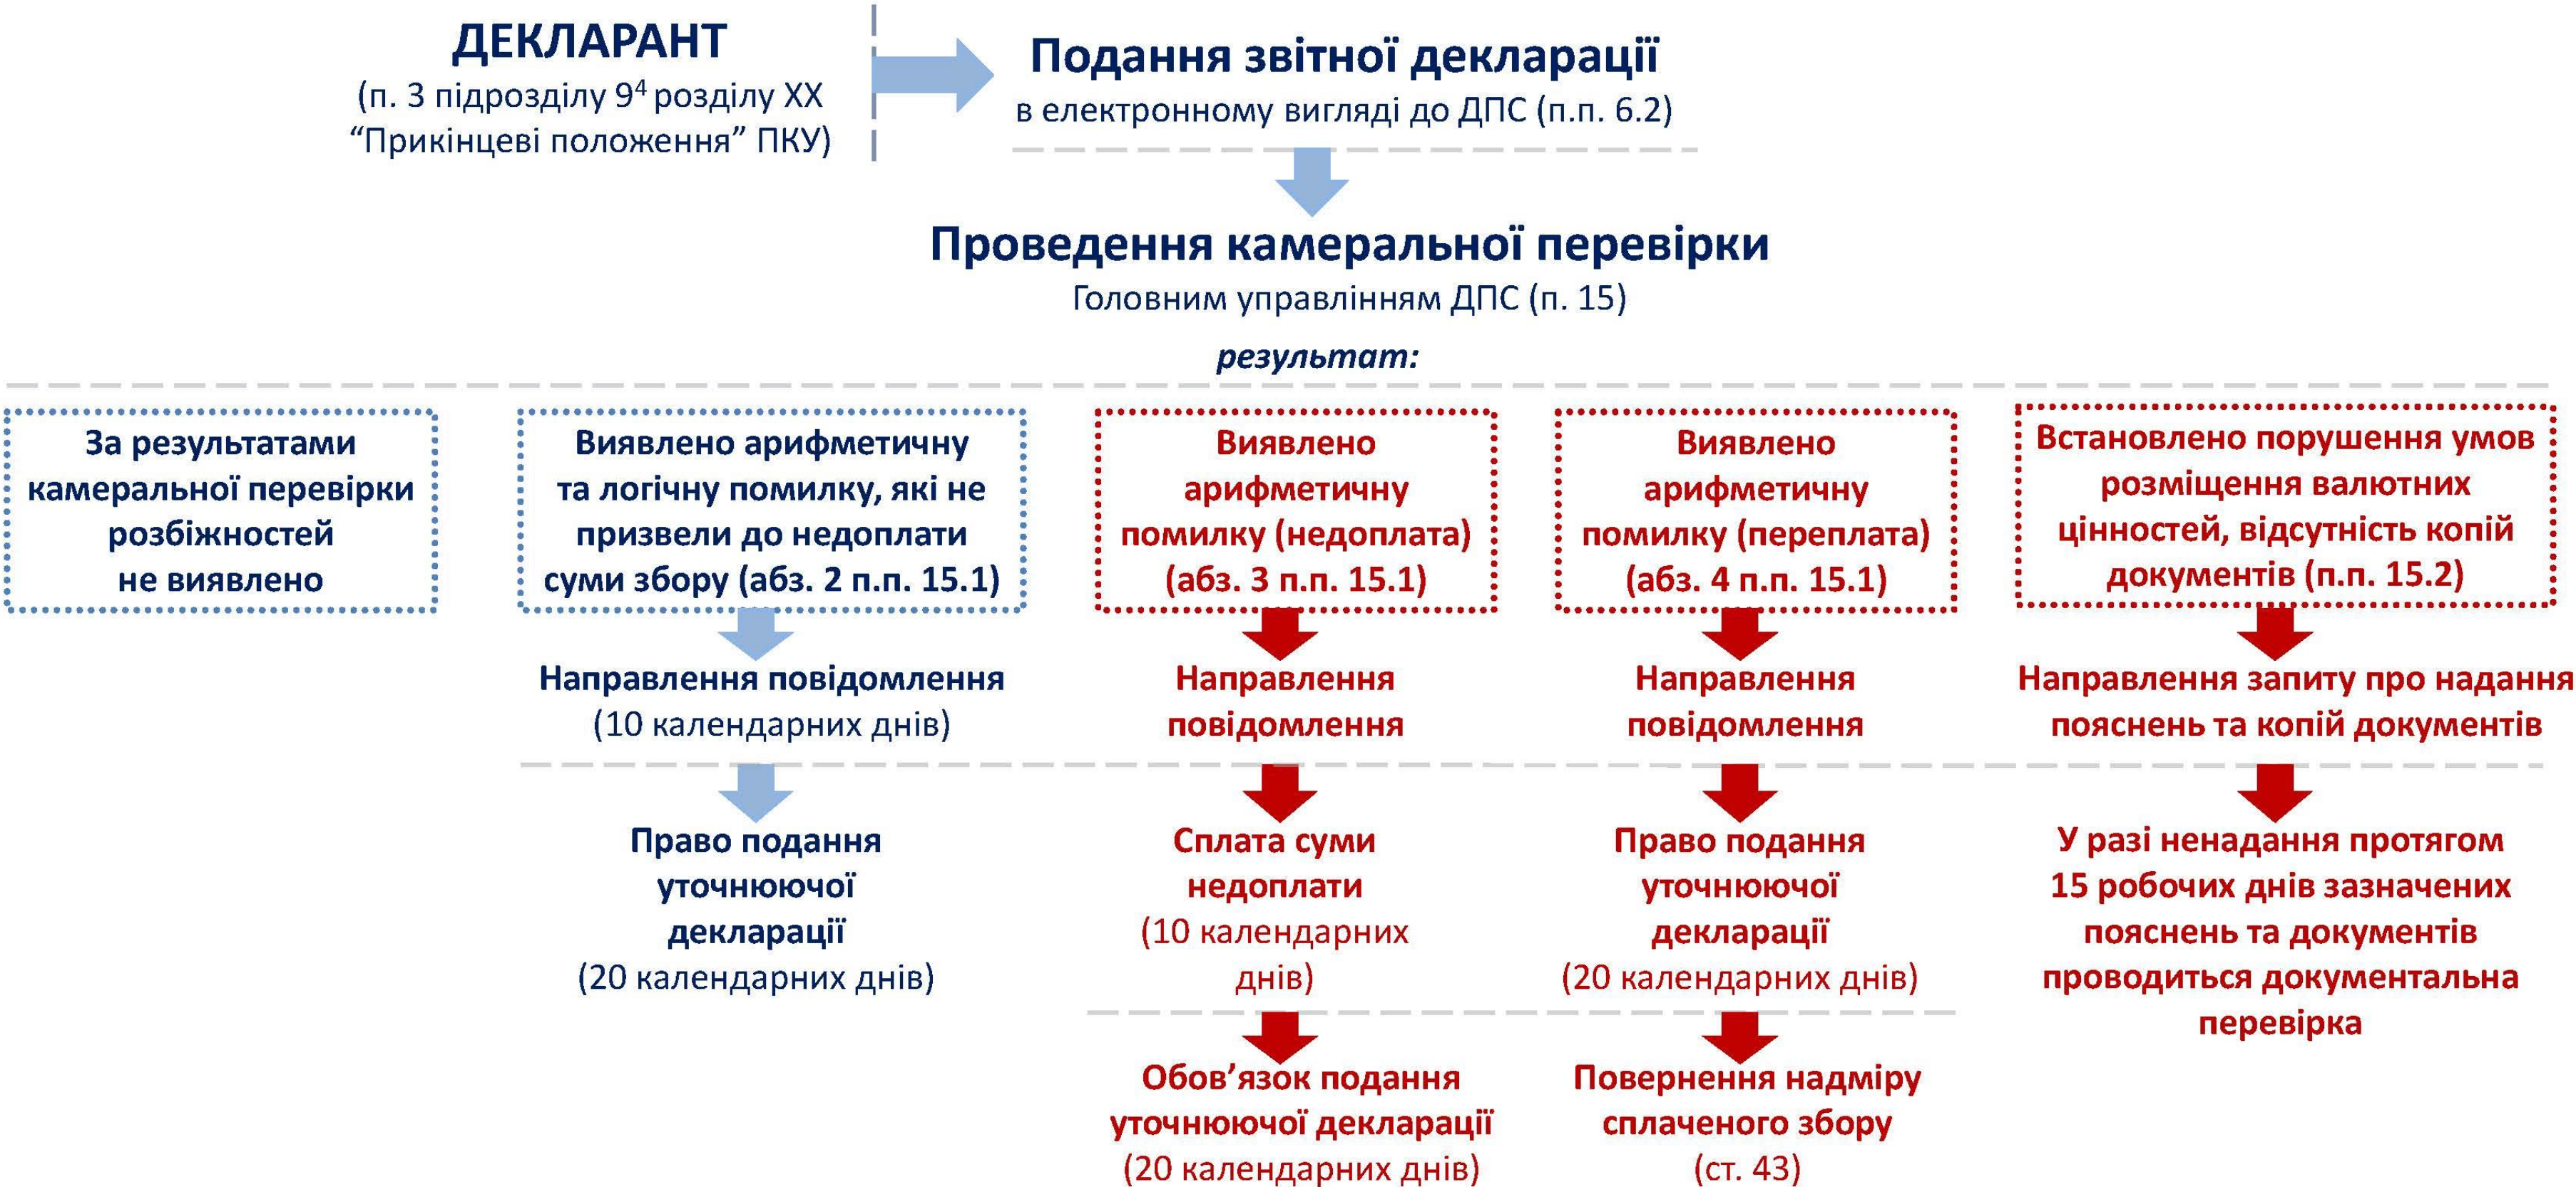 ДЕКЛАРАНТ
(п. 3 підрозділу 9⁴ розділу ХХ
“Прикінцеві положення” ПКУ)
Подання звітної декларації
в електронному вигляді до ДПС (п.п. 6.2)
Проведення камеральної перевірки
Головним управлінням ДПС (п. 15)
результат:
За результатами
камеральної перевірки
розбіжностей
не виявлено
Виявлено арифметичну
та логічну помилку, які не
призвели до недоплати
суми збору (абз. 2 п.п. 15.1)
Направлення повідомлення
(10 календарних днів)
Право подання
уточнюючої
декларації
(20 календарних днів)
Виявлено
арифметичну
помилку (недоплата)
(абз. 3 п.п. 15.1)
Направлення
повідомлення
Сплата суми
недоплати
(10 календарних
днів)
Обов’язок подання
уточнюючої декларації
(20 календарних днів)
Виявлено
арифметичну
помилку (переплата)
(абз. 4 п.п. 15.1)
Направлення
повідомлення
Право подання
уточнюючої
декларації
(20 календарних днів)
Повернення надміру
сплаченого збору
(ст. 43)
Встановлено порушення умов
розміщення валютних
цінностей, відсутність копій
документів (п.п. 15.2)
Направлення запиту про надання
пояснень та копій документів
У разі ненадання протягом
15 робочих днів зазначених
пояснень та документів
проводиться документальна
перевірка